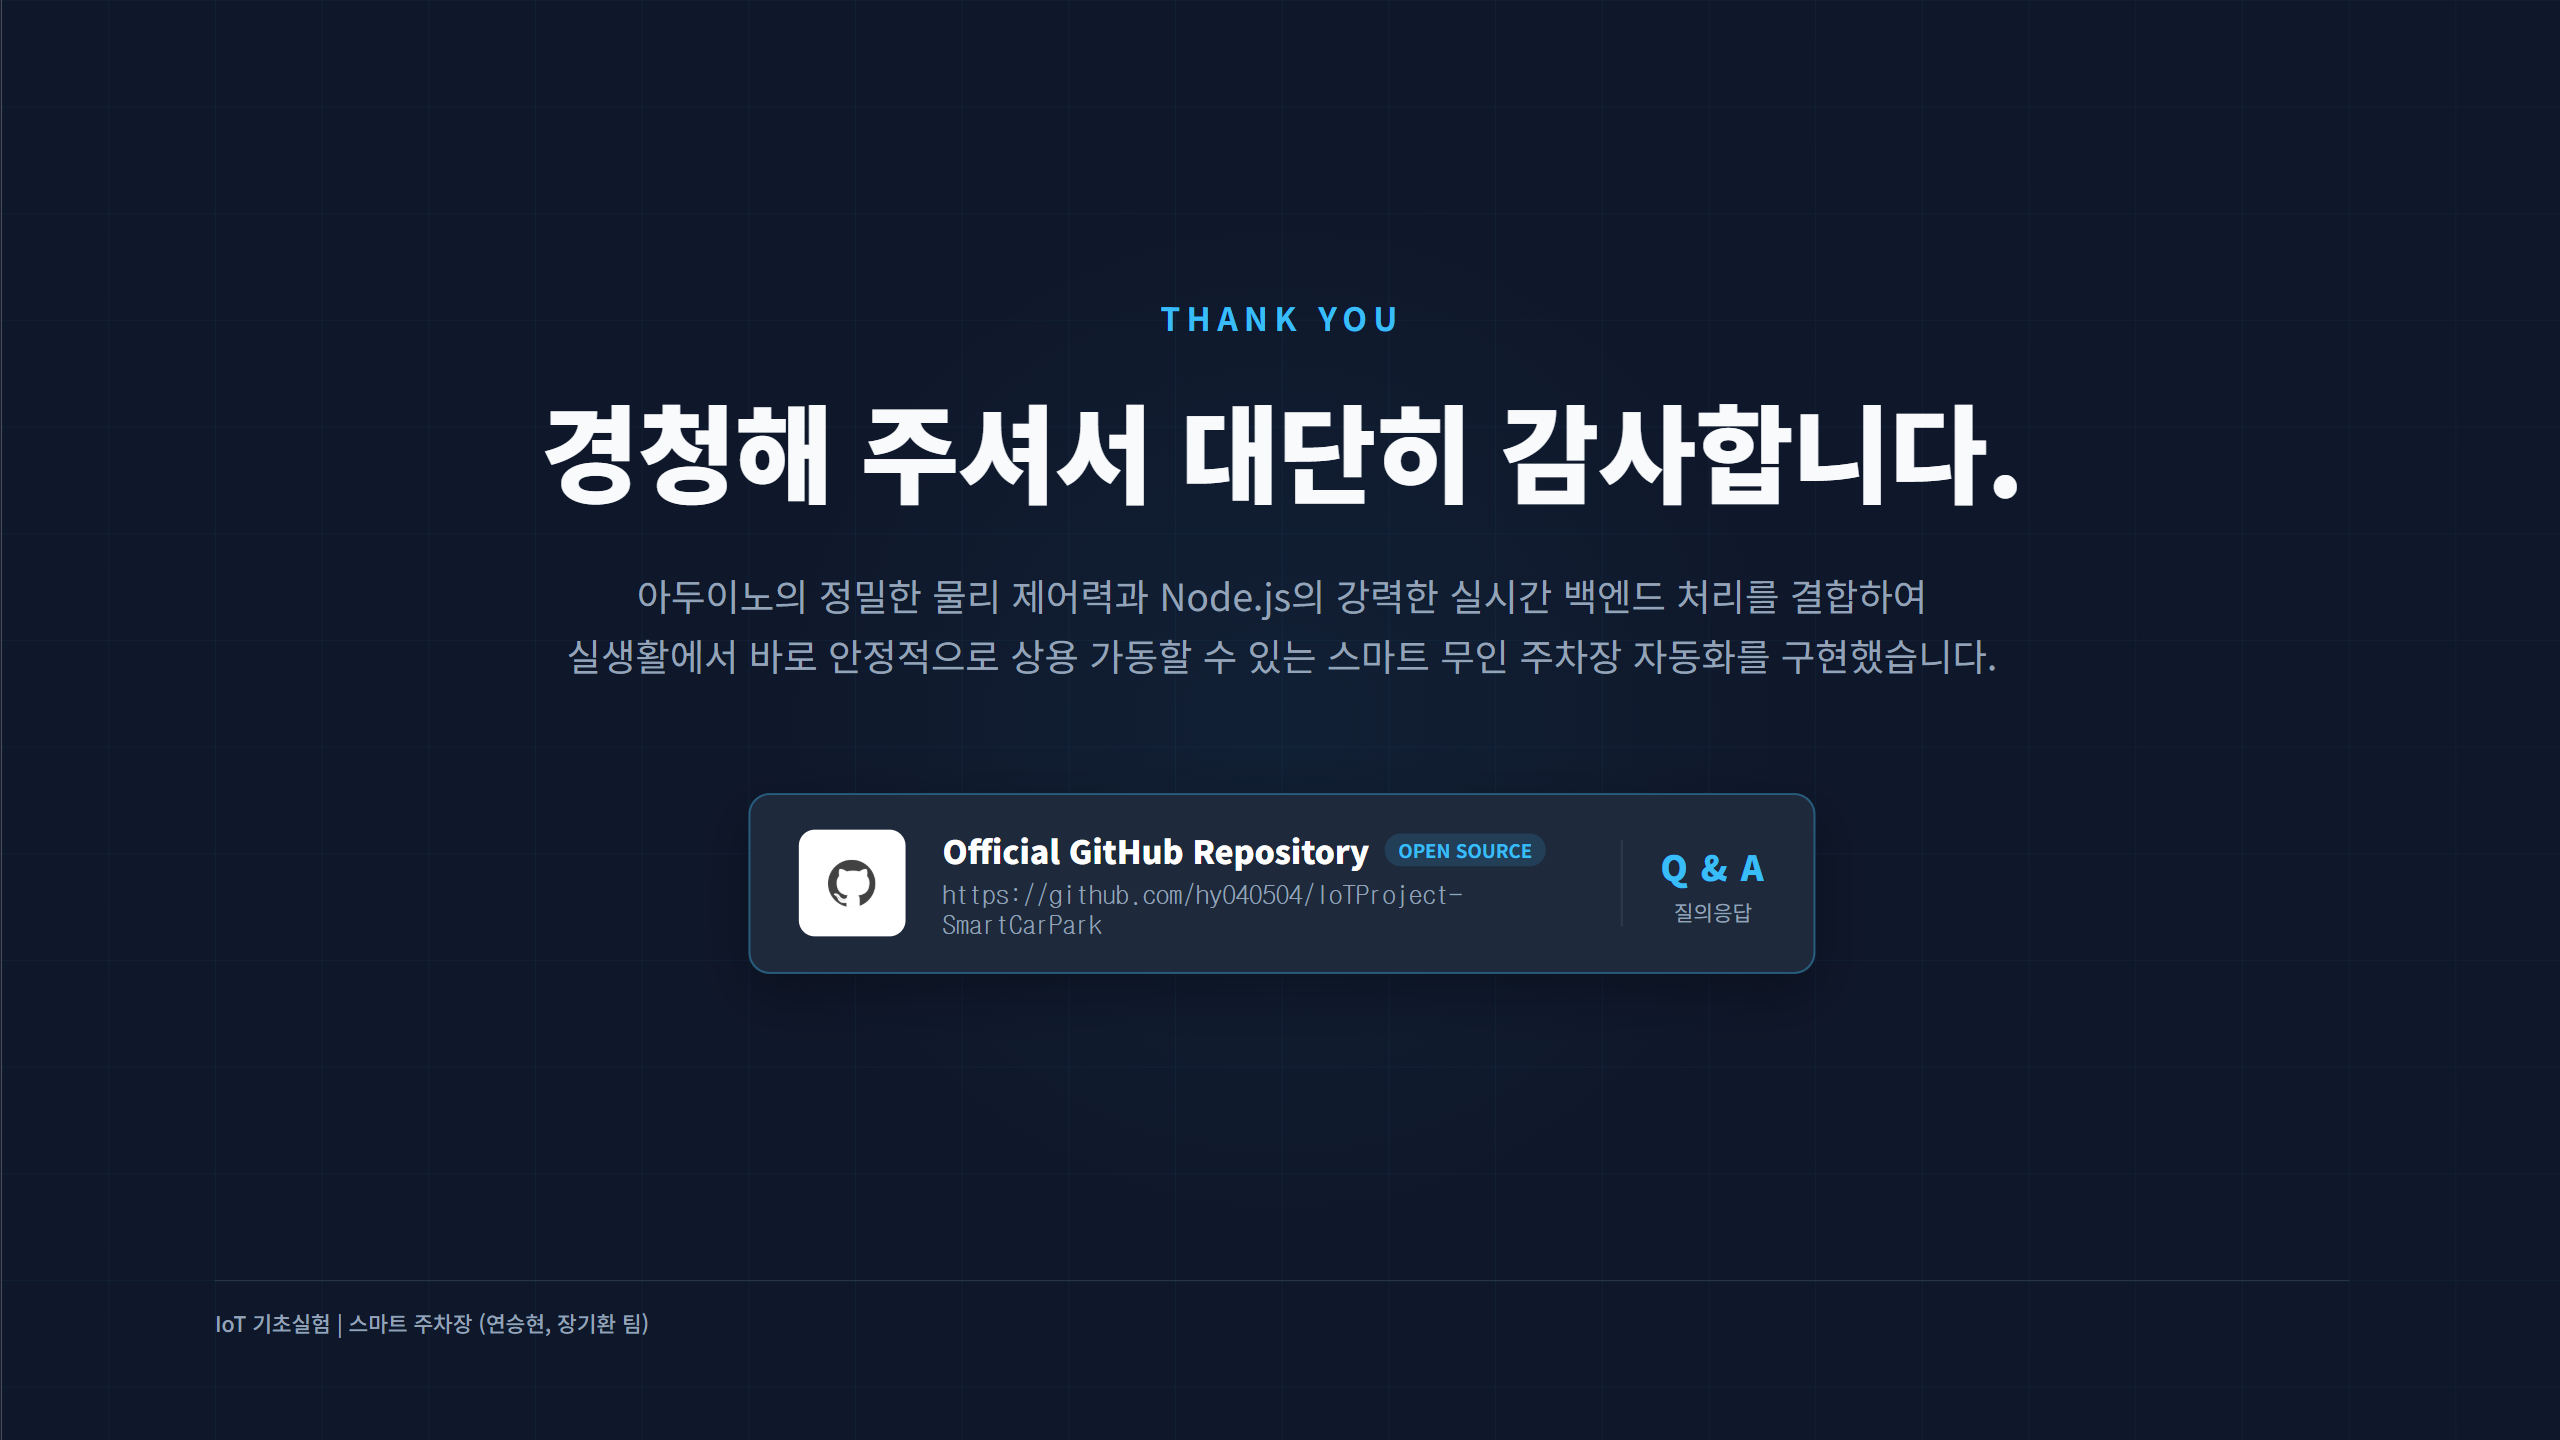 THANK YOU
경청해 주셔서 대단히 감사합니다.
아두이노의 정밀한 물리 제어력과 Node.js의 강력한 실시간 백엔드 처리를 결합하여
실생활에서 바로 안정적으로 상용 가동할 수 있는 스마트 무인 주차장 자동화를 구현했습니다.
Official GitHub Repository OPEN SOURCE
https://github.com/hy040504/IoTProject-
SmartCarPark
Q & A
질의응답
IoT 기초실험 | 스마트 주차장 (연승현, 장기환 팀)